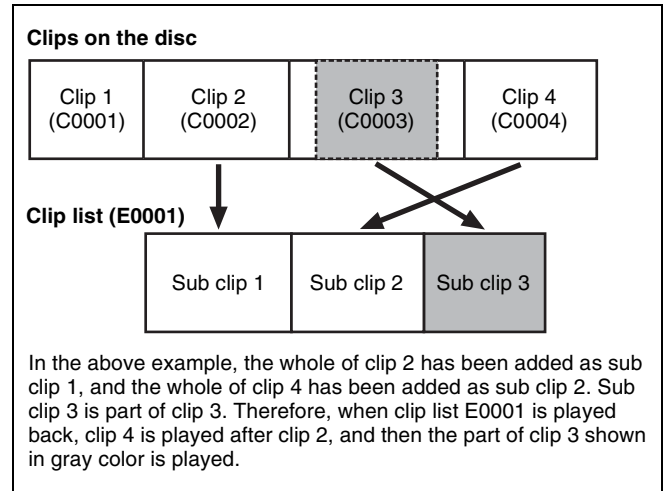 Clips on the disc
Clip 1
(C0001)
Clip 2
(C0002)
Clip 3
(C0003)
Clip 4
(C0004)
Clip list (E0001)
Sub clip 1
Sub clip 2
Sub clip 3
In the above example, the whole of clip 2 has been added as sub
clip 1, and the whole of clip 4 has been added as sub clip 2. Sub
clip 3 is part of clip 3. Therefore, when clip list E0001 is played
back, clip 4 is played after clip 2, and then the part of clip 3 shown
in gray color is played.